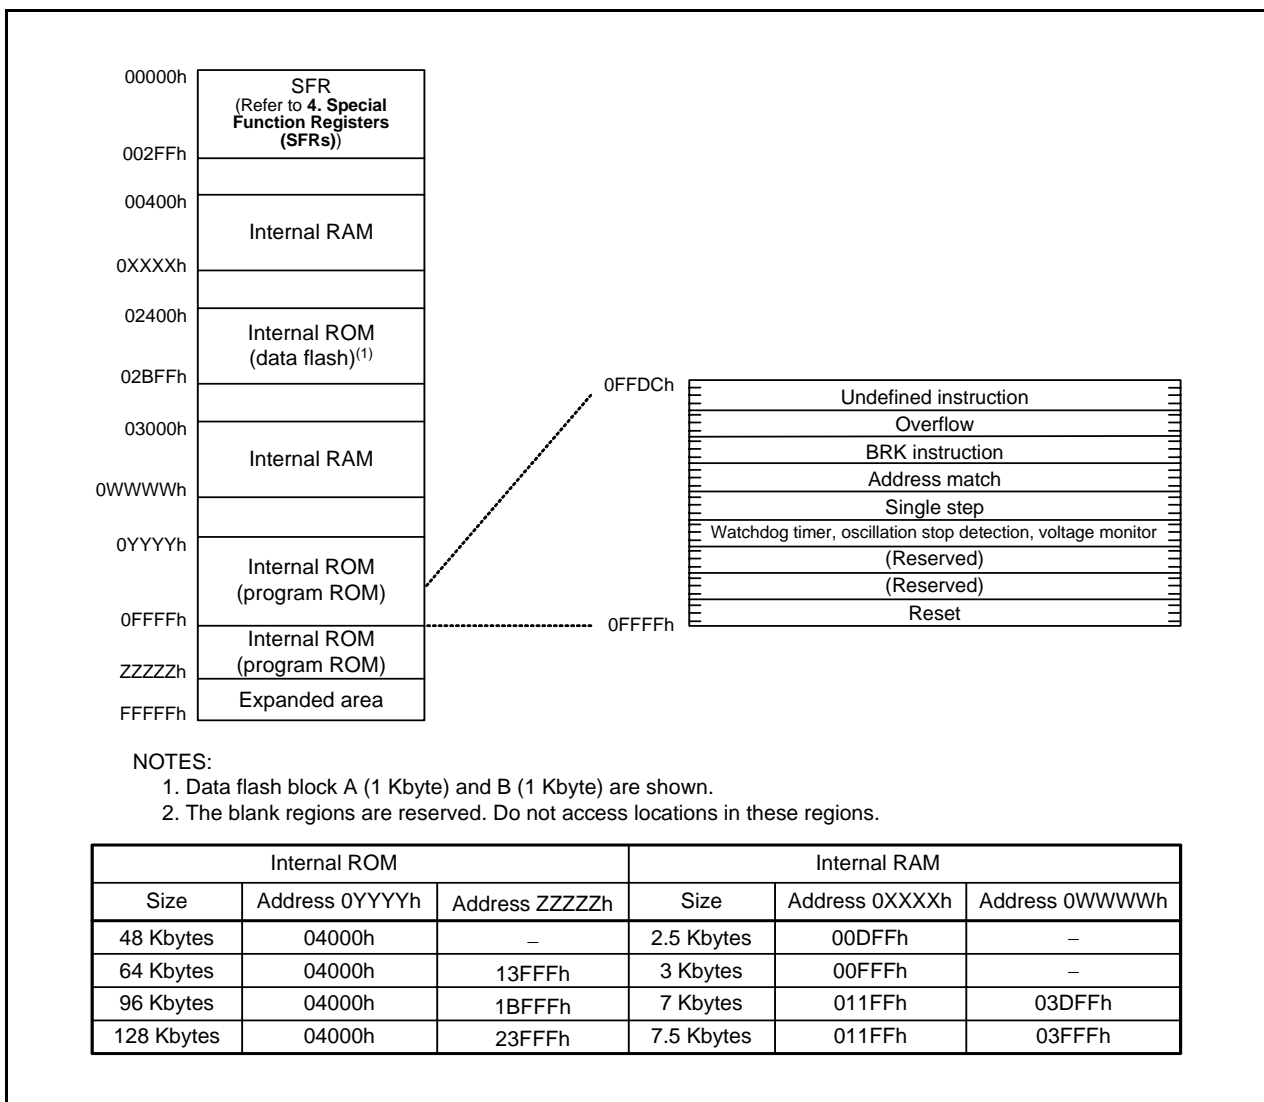 00000h
SFR
(Refer to 4. Special
Function Registers
(SFRs))
002FFh
00400h
Internal RAM
0XXXXh
02400h
Internal ROM
(data flash)(1)
02BFFh
03000h
Internal RAM
0WWWWh
0YYYYh
Internal ROM
(program ROM)
0FFFFh
Internal ROM
(program ROM)
ZZZZZh
Expanded area
FFFFFh
0FFDCh
Undefined instruction
Overflow
BRK instruction
Address match
Single step
Watchdog timer, oscillation stop detection, voltage monitor
(Reserved)
(Reserved)
Reset
0FFFFh
NOTES:
1. Data flash block A (1 Kbyte) and B (1 Kbyte) are shown.
2. The blank regions are reserved. Do not access locations in these regions.
Internal ROM Internal RAM
Size Address 0YYYYh Address ZZZZZh Size Address 0XXXXh Address 0WWWWh
48 Kbytes 04000h – 2.5 Kbytes 00DFFh –
64 Kbytes 04000h 13FFFh 3 Kbytes 00FFFh –
96 Kbytes 04000h 1BFFFh 7 Kbytes 011FFh 03DFFh
128 Kbytes 04000h 23FFFh 7.5 Kbytes 011FFh 03FFFh